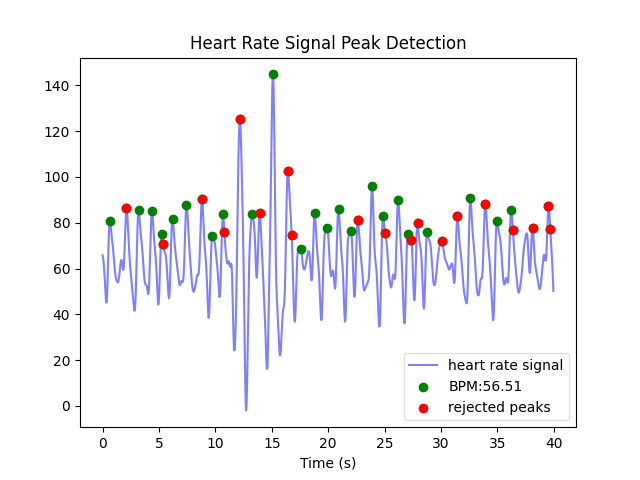 Heart Rate Signal Peak Detection
140
120
100
80
60
40
20
0
heart rate signal
BPM:56.51
rejected peaks
0 5 10 15 20 25 30 35 40
Time (s)